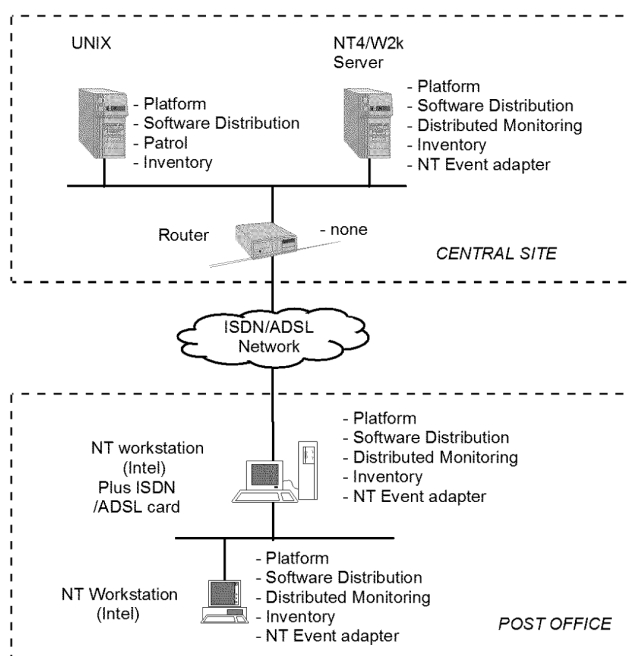 UNIX
- Platform
- Software Distribution
- Patrol
- Inventory
NT4/W2k
Server
- Platform
- Software Distribution
- Distributed Monitoring
- Inventory
- NT Event adapter
Router
- none
CENTRAL SITE
ISDN/ADSL
Network
NT workstation
(Intel)
Plus ISDN
/ADSL card
- Platform
- Software Distribution
- Distributed Monitoring
- Inventory
- NT Event adapter
NT Workstation
(Intel)
- Platform
- Software Distribution
- Distributed Monitoring
- Inventory
- NT Event adapter
POST OFFICE